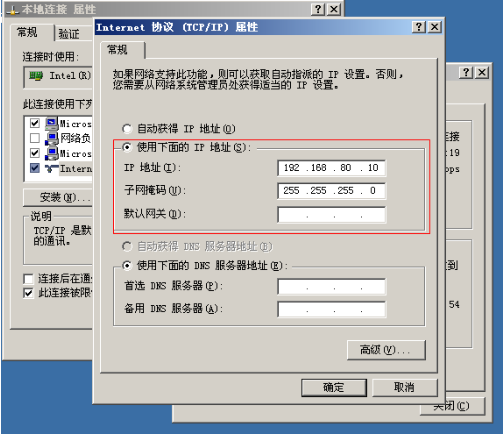 本地连接 属性
常规
验证
连接时使用:
Intel(R)
此连接使用下列
Micros
网络负
Micros
Intern
安装(N)...
说明
TCP/IP 是默
的通讯。
连接后在通
此连接被限
Internet 协议 (TCP/IP) 属性
常规
如果网络支持此功能，则可以获取自动指派的 IP 设置。否则，
您需要从网络系统管理员处获得适当的 IP 设置。
自动获得 IP 地址(O)
使用下面的 IP 地址(S):
IP 地址(I): 192 .168 . 80 . 10
子网掩码(U): 255 .255 .255 . 0
默认网关(D): . . .
自动获得 DNS 服务器地址(B)
使用下面的 DNS 服务器地址(E):
首选 DNS 服务器(P): . . .
备用 DNS 服务器(A): . . .
高级(V)...
确定
取消
连接
:19
ops
到
54
关闭(C)